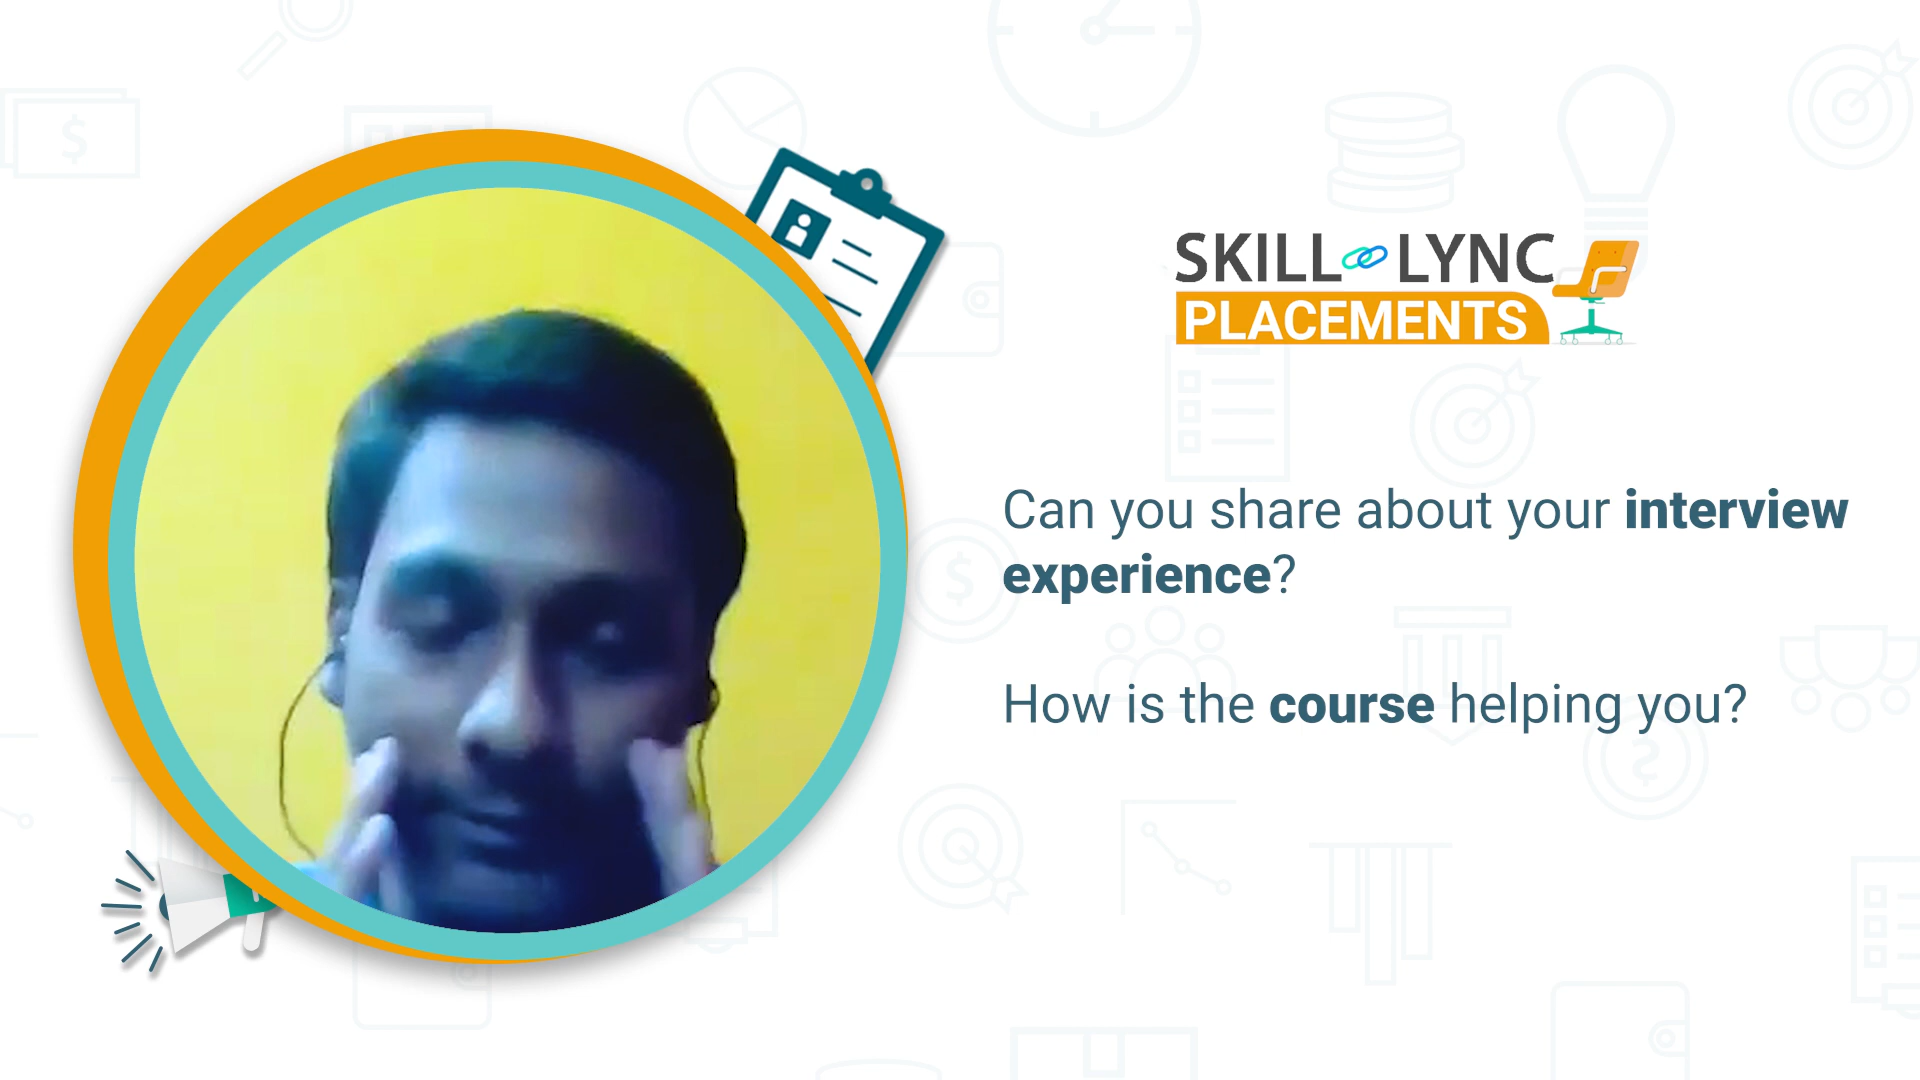 SKILL LYNC
PLACEMENTS
Can you share about your interview
experience?
How is the course helping you?